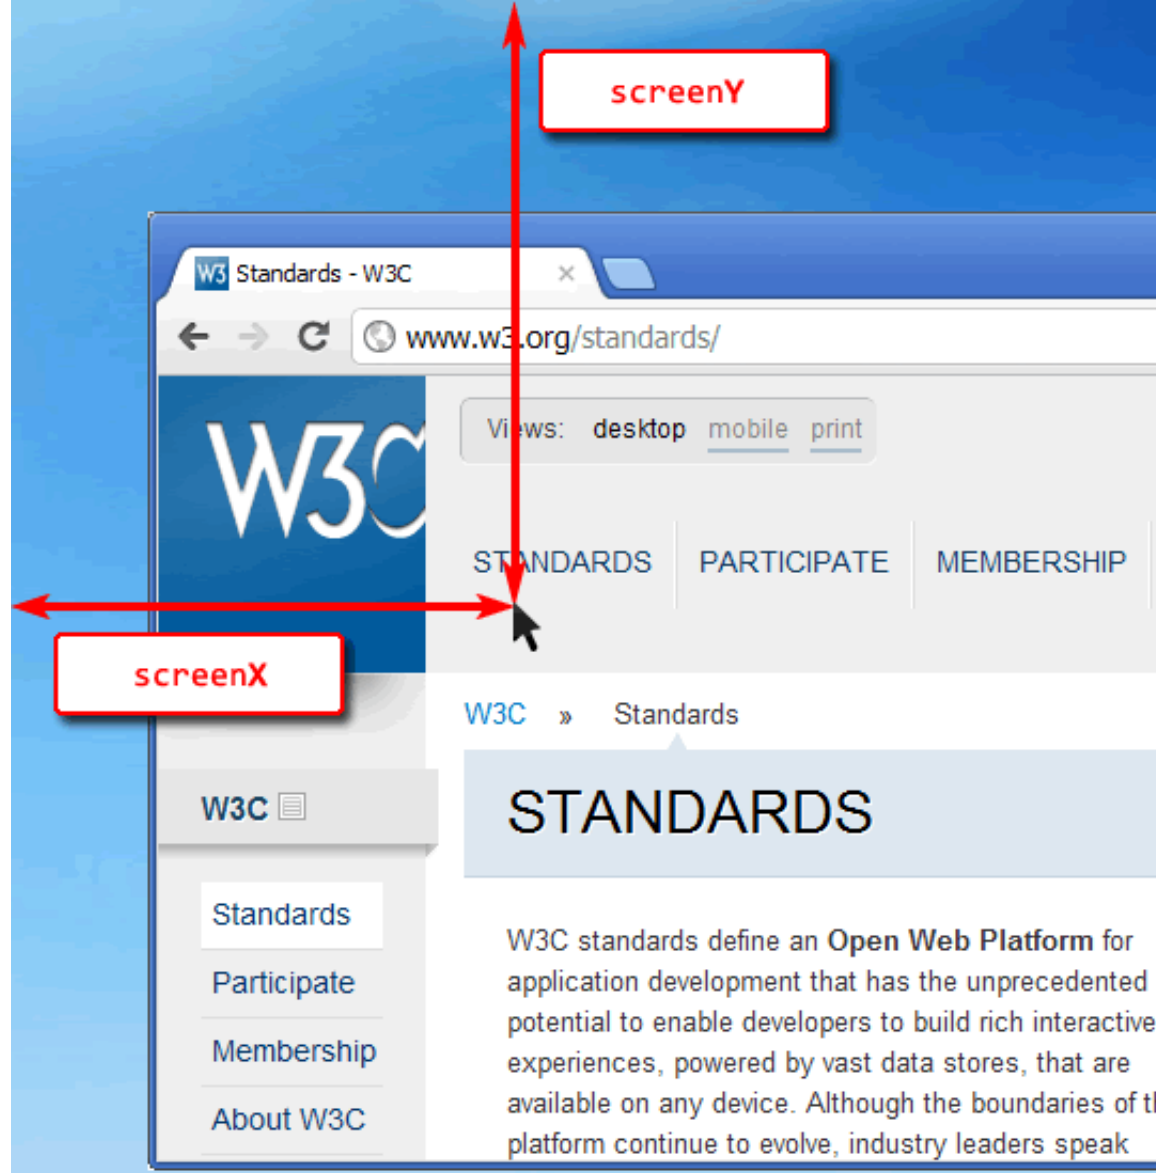 screenY
Standards - W3C
www.w3.org/standards/
W3C
Views: desktop mobile print
STANDARDS PARTICIPATE MEMBERSHIP
screenX
W3C » Standards
W3C
STANDARDS
Standards
Participate
Membership
About W3C
W3C standards define an Open Web Platform for
application development that has the unprecedented
potential to enable developers to build rich interactive
experiences, powered by vast data stores, that are
available on any device. Although the boundaries of
platform continue to evolve, industry leaders speak